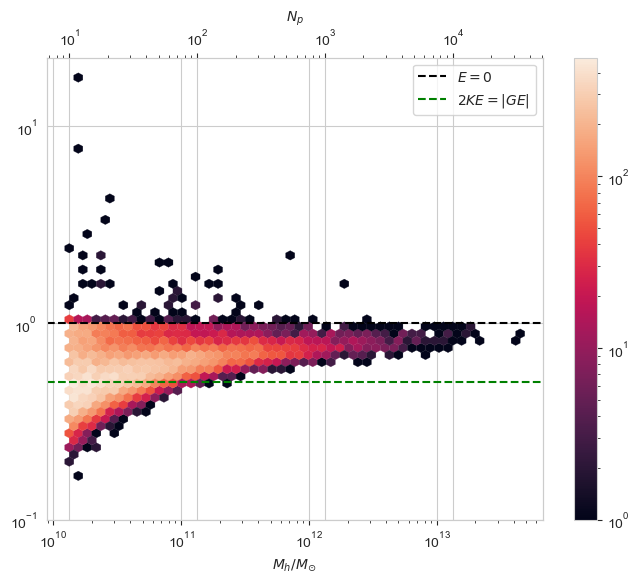 $N_p$
$10^1$ $10^2$ $10^3$ $10^4$
$E = 0$
$2KE = |GE|$
$10^1$
$10^0$
$10^{-1}$
$10^2$
$10^1$
$10^0$
$10^{10}$ $10^{11}$ $10^{12}$ $10^{13}$
$M_h/M_\odot$